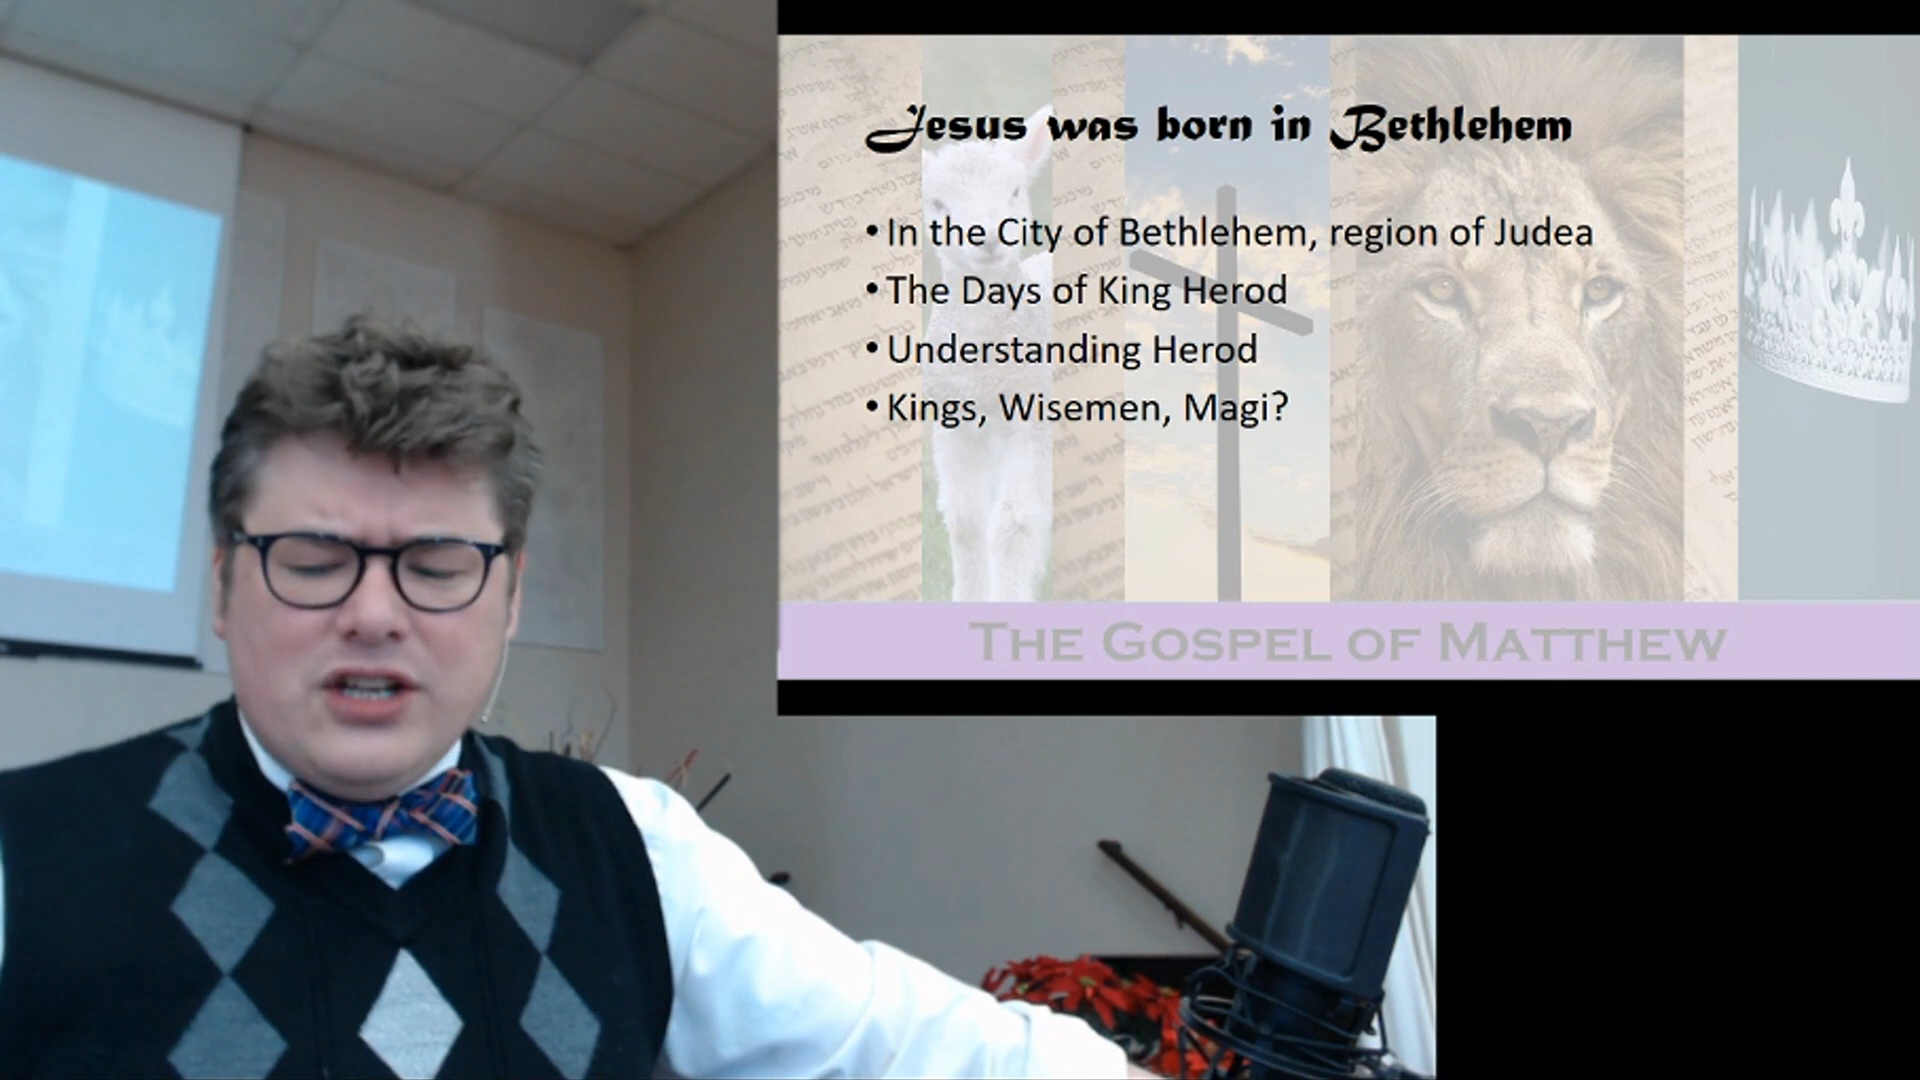 Jesus was born in Bethlehem
• In the City of Bethlehem, region of Judea
• The Days of King Herod
• Understanding Herod
• Kings, Wisemen, Magi?
The Gospel of Matthew